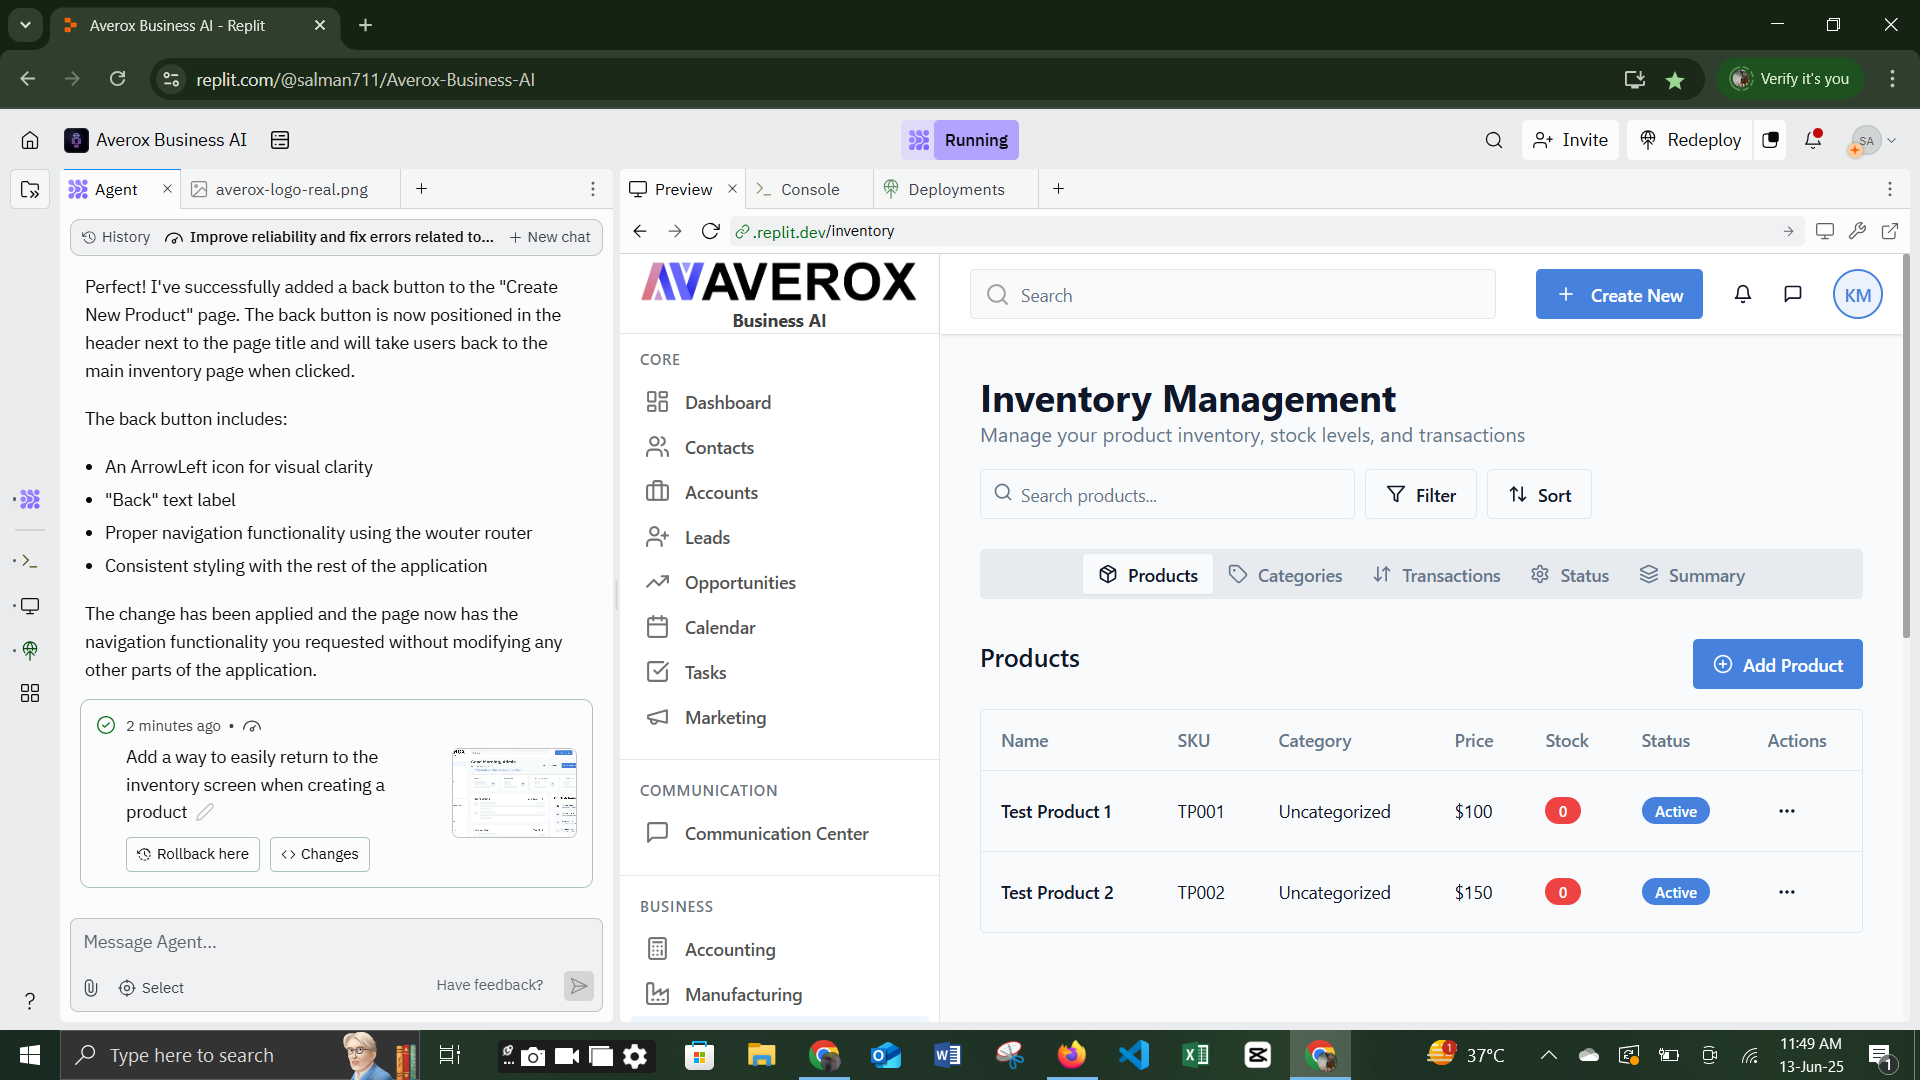 Averox Business AI - Replit
replit.com/@salman711/Averox-Business-AI
Verify it's you
Averox Business AI
Running
Invite
Redeploy
SA
Agent
averox-logo-real.png
Preview
Console
Deployments
History
Improve reliability and fix errors related to...
New chat
.replit.dev/inventory
Perfect! I've successfully added a back button to the "Create
New Product" page. The back button is now positioned in the
header next to the page title and will take users back to the
main inventory page when clicked.
The back button includes:
• An ArrowLeft icon for visual clarity
• "Back" text label
• Proper navigation functionality using the wouter router
• Consistent styling with the rest of the application
The change has been applied and the page now has the
navigation functionality you requested without modifying any
other parts of the application.
2 minutes ago •
Add a way to easily return to the
inventory screen when creating a
product
Rollback here
Changes
Message Agent...
Select
Have feedback?
?
AVEROX
Business AI
CORE
Dashboard
Contacts
Accounts
Leads
Opportunities
Calendar
Tasks
Marketing
COMMUNICATION
Communication Center
BUSINESS
Accounting
Manufacturing
Search
Create New
KM
Inventory Management
Manage your product inventory, stock levels, and transactions
Search products...
Filter
Sort
Products
Categories
Transactions
Status
Summary
Products
Add Product
Name SKU Category Price Stock Status Actions
Test Product 1 TP001 Uncategorized $100 0 Active ...
Test Product 2 TP002 Uncategorized $150 0 Active ...
Type here to search
1
37°C
11:49 AM
13-Jun-25
1